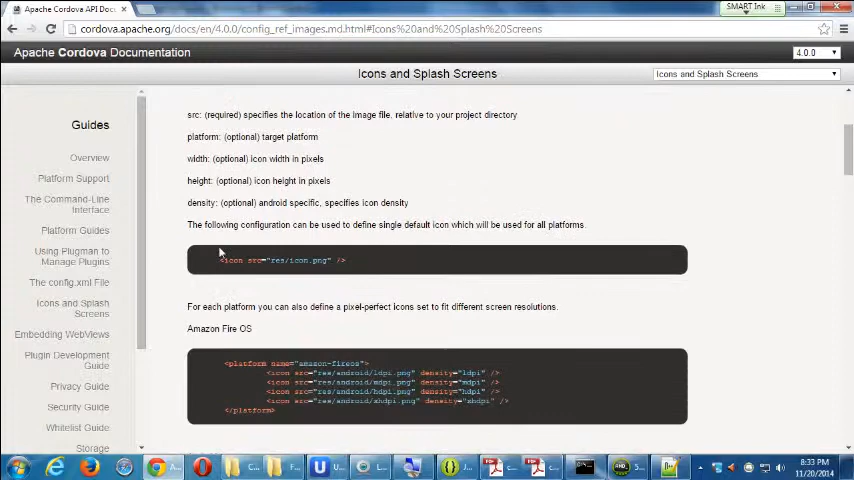 Apache Cordova API Docu
SMART Ink
cordova.apache.org/docs/en/4.0.0/config_ref_images.md.html#Icons%20and%20Splash%20Screens
Apache Cordova Documentation
4.0.0
Icons and Splash Screens
Icons and Splash Screens
Guides
Overview
Platform Support
The Command-Line
Interface
Platform Guides
Using Plugman to
Manage Plugins
The config.xml File
Icons and Splash
Screens
Embedding WebViews
Plugin Development
Guide
Privacy Guide
Security Guide
Whitelist Guide
Storage
src: (required) specifies the location of the image file, relative to your project directory
platform: (optional) target platform
width: (optional) icon width in pixels
height: (optional) icon height in pixels
density: (optional) android specific, specifies icon density
The following configuration can be used to define single default icon which will be used for all platforms.
<icon src="res/icon.png" />
For each platform you can also define a pixel-perfect icons set to fit different screen resolutions.
Amazon Fire OS
<platform name="amazon-fireos">
<icon src="res/android/ldpi.png" density="ldpi" />
<icon src="res/android/mdpi.png" density="mdpi" />
<icon src="res/android/hdpi.png" density="hdpi" />
<icon src="res/android/xhdpi.png" density="xhdpi" />
</platform>
A...
C...
F...
U...
L...
S...
c...
c...
S...
8:33 PM
11/20/2014